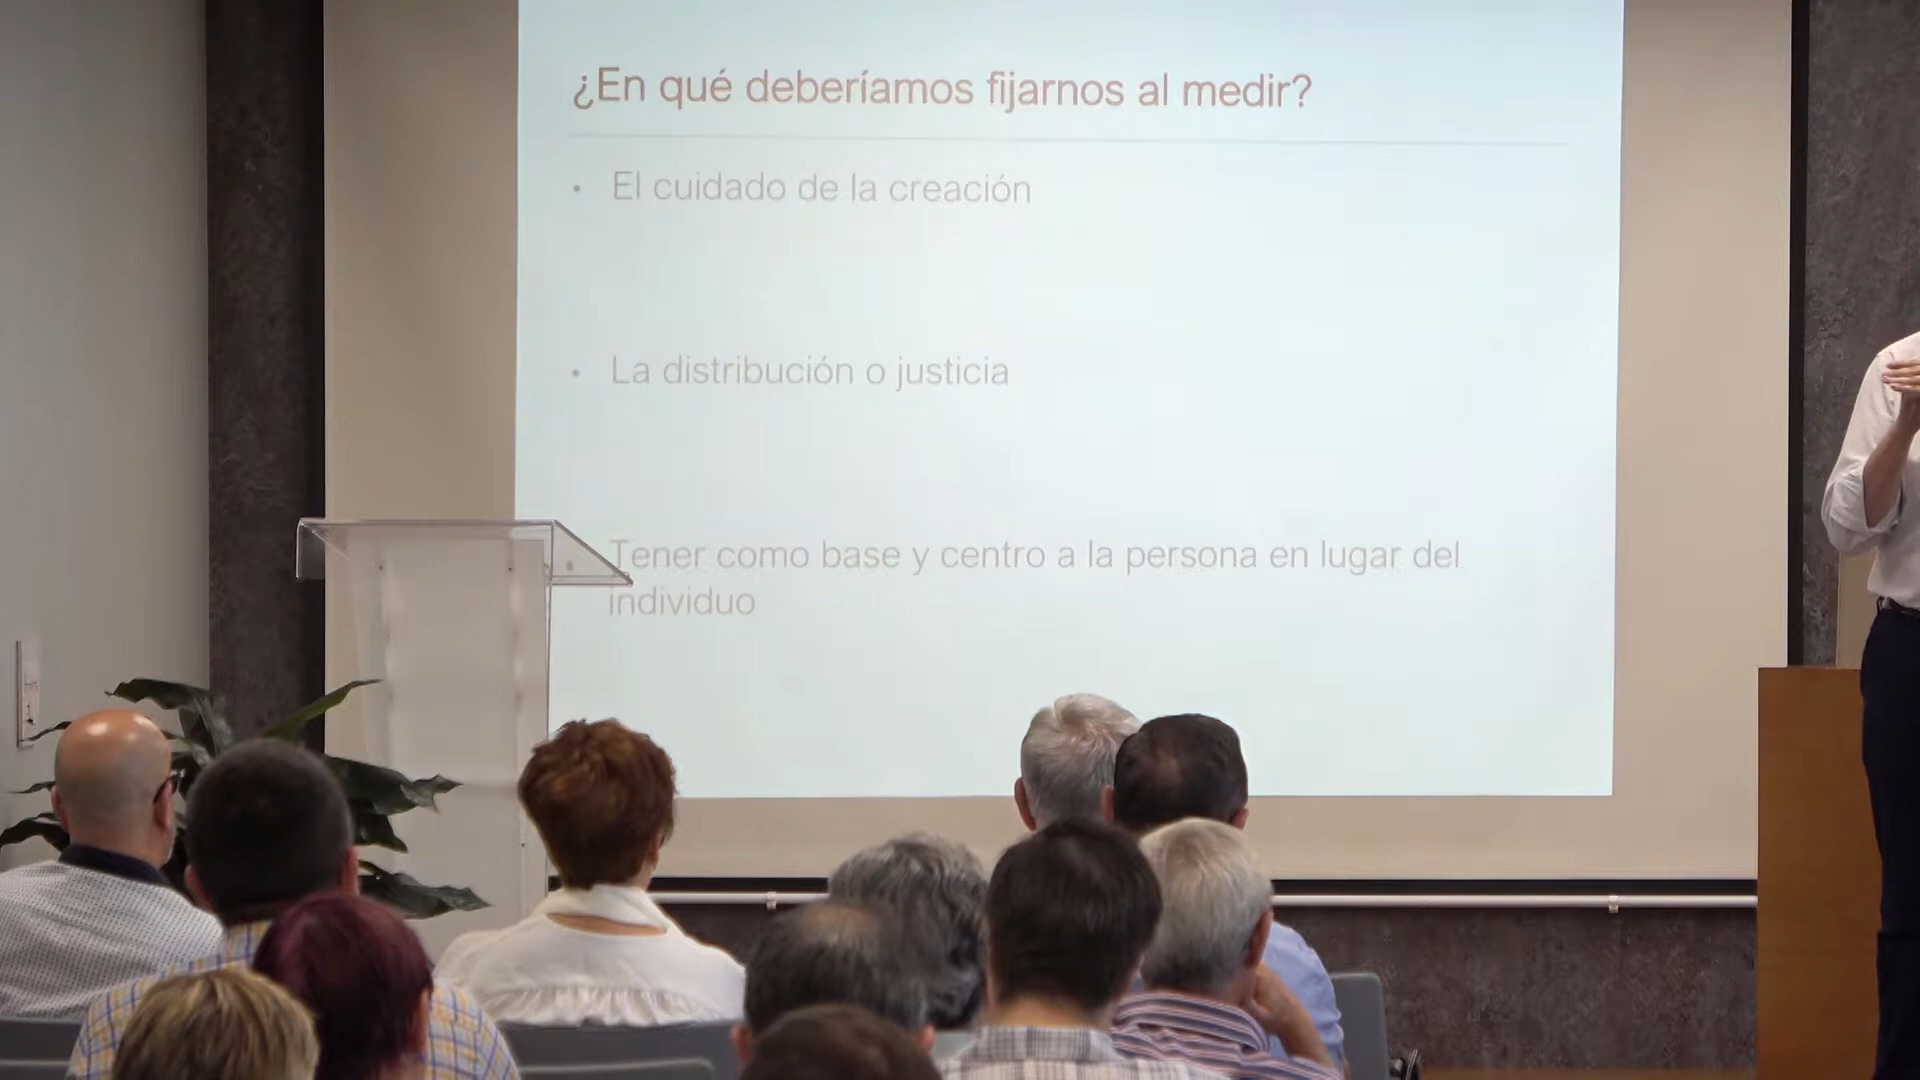 ¿En qué deberíamos fijarnos al medir?
• El cuidado de la creación
• La distribución o justicia
Tener como base y centro a la persona en lugar del
individuo